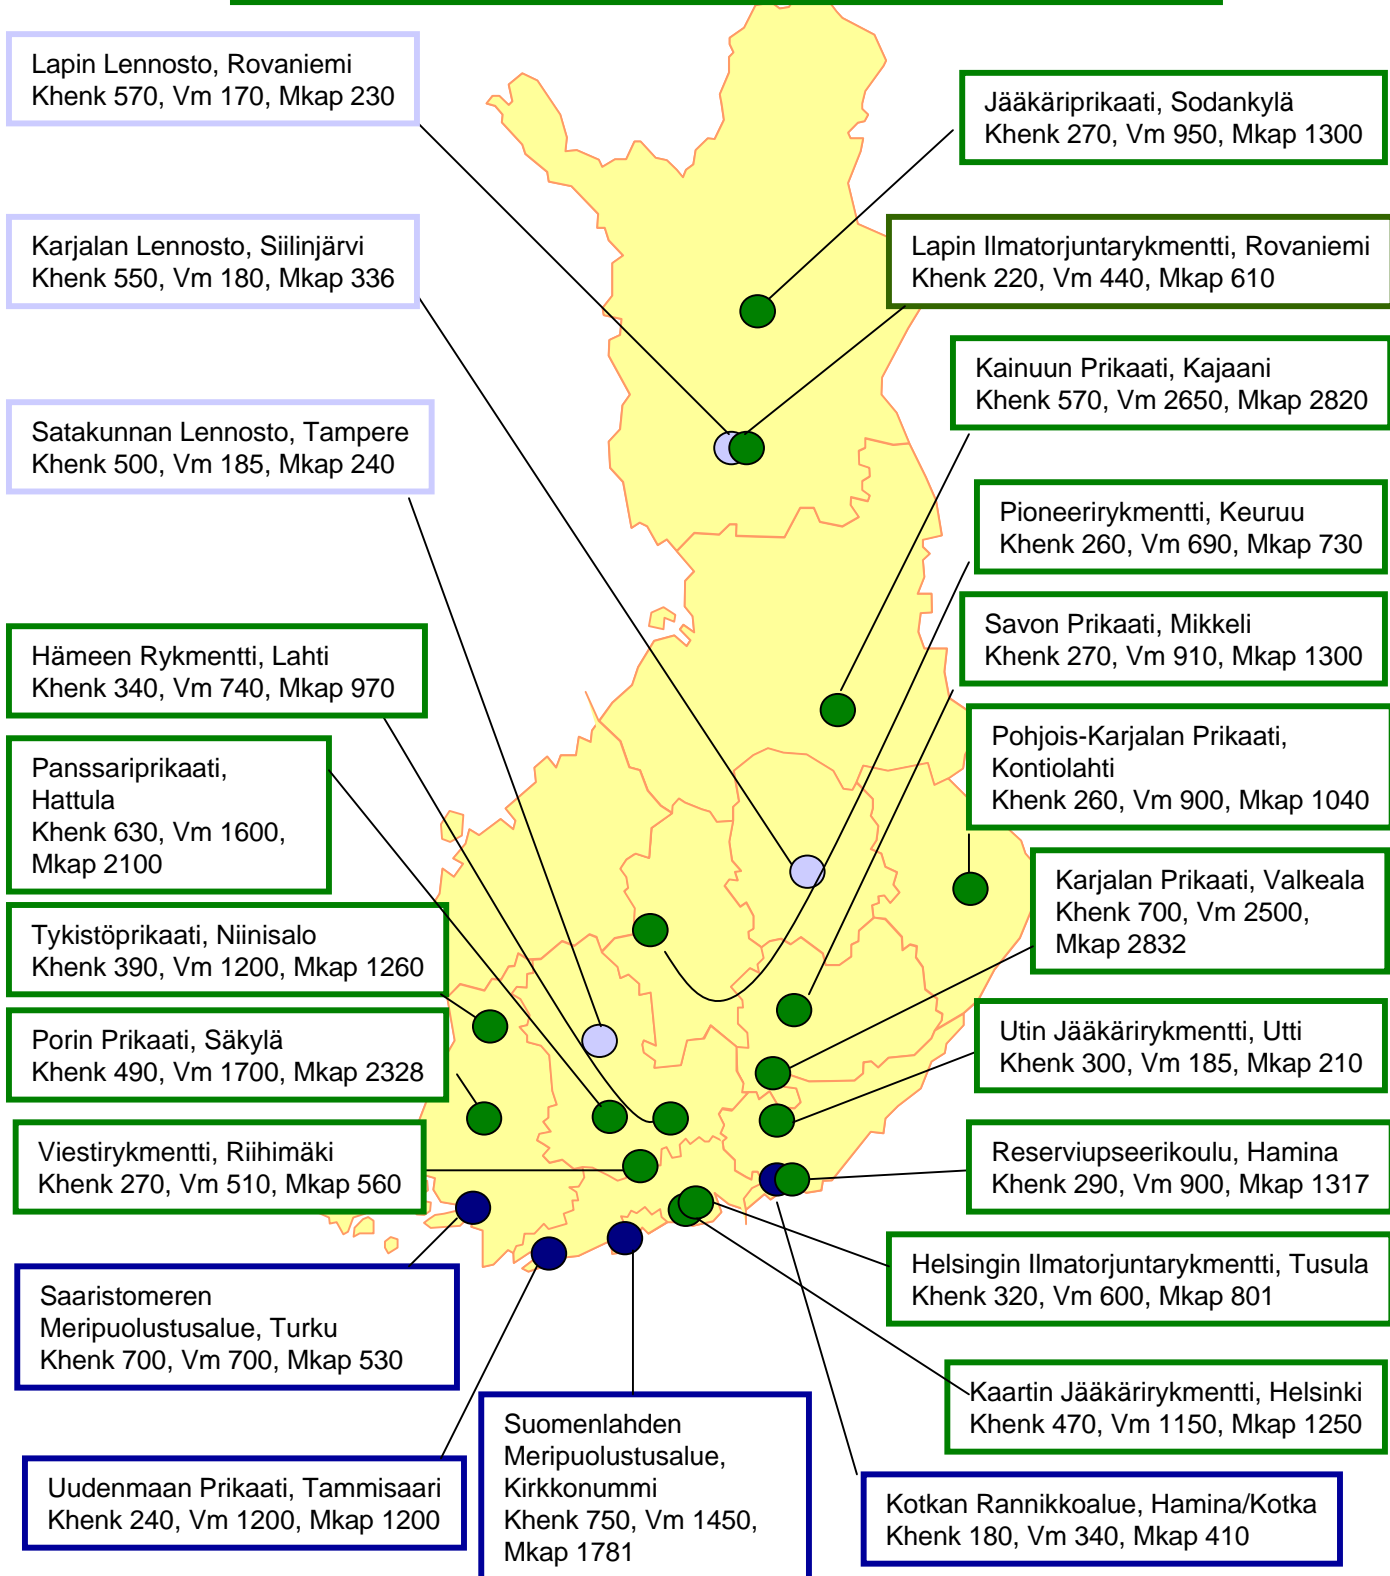 Lapin Lennosto, Rovaniemi
Khenk 570, Vm 170, Mkap 230
Jääkäriprikaati, Sodankylä
Khenk 270, Vm 950, Mkap 1300
Karjalan Lennosto, Siilinjärvi
Khenk 550, Vm 180, Mkap 336
Lapin Ilmatorjuntarykmentti, Rovaniemi
Khenk 220, Vm 440, Mkap 610
Kainuun Prikaati, Kajaani
Khenk 570, Vm 2650, Mkap 2820
Satakunnan Lennosto, Tampere
Khenk 500, Vm 185, Mkap 240
Pioneerirykmentti, Keuruu
Khenk 260, Vm 690, Mkap 730
Savon Prikaati, Mikkeli
Khenk 270, Vm 910, Mkap 1300
Hämeen Rykmentti, Lahti
Khenk 340, Vm 740, Mkap 970
Pohjois-Karjalan Prikaati,
Kontiolahti
Khenk 260, Vm 900, Mkap 1040
Panssariprikaati,
Hattula
Khenk 630, Vm 1600,
Mkap 2100
Karjalan Prikaati, Valkeala
Khenk 700, Vm 2500,
Mkap 2832
Tykistöprikaati, Niinisalo
Khenk 390, Vm 1200, Mkap 1260
Utin Jääkärirykmentti, Utti
Khenk 300, Vm 185, Mkap 210
Porin Prikaati, Säkylä
Khenk 490, Vm 1700, Mkap 2328
Viestirykmentti, Riihimäki
Khenk 270, Vm 510, Mkap 560
Reserviupseerikoulu, Hamina
Khenk 290, Vm 900, Mkap 1317
Helsingin Ilmatorjuntarykmentti, Tusula
Khenk 320, Vm 600, Mkap 801
Saaristomeren
Meripuolustusalue, Turku
Khenk 700, Vm 700, Mkap 530
Kaartin Jääkärirykmentti, Helsinki
Khenk 470, Vm 1150, Mkap 1250
Suomenlahden
Meripuolustusalue,
Kirkkonummi
Khenk 750, Vm 1450,
Mkap 1781
Uudenmaan Prikaati, Tammisaari
Khenk 240, Vm 1200, Mkap 1200
Kotkan Rannikkoalue, Hamina/Kotka
Khenk 180, Vm 340, Mkap 410